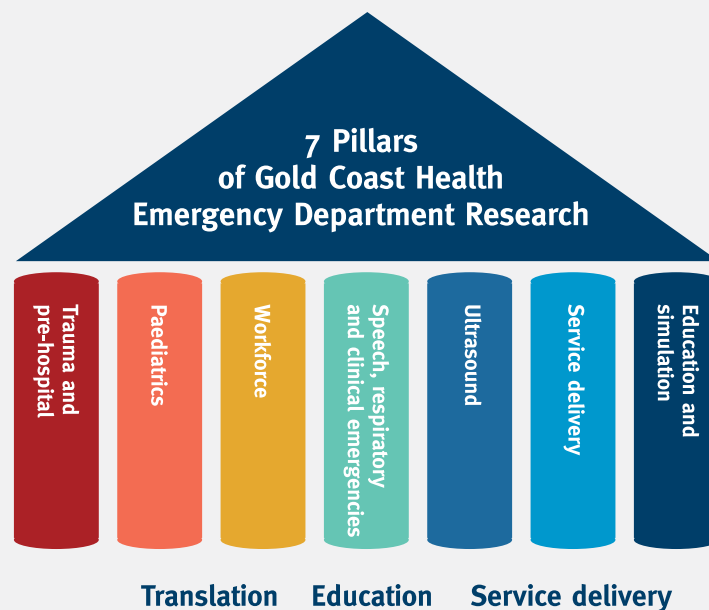 7 Pillars
of Gold Coast Health
Emergency Department Research
Trauma and
pre-hospital
Paediatrics
Workforce
Speech, respiratory
and clinical emergencies
Ultrasound
Service delivery
Education and
simulation
Translation Education Service delivery